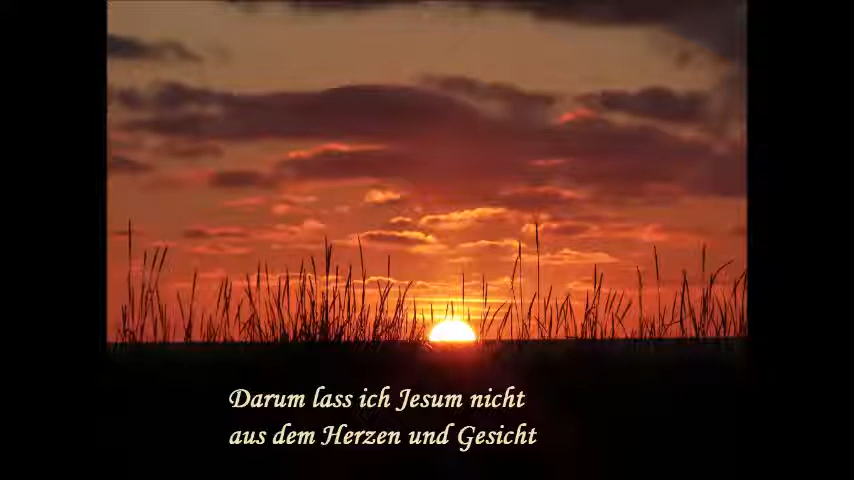 Darum lass ich Jesum nicht
aus dem Herzen und Gesicht